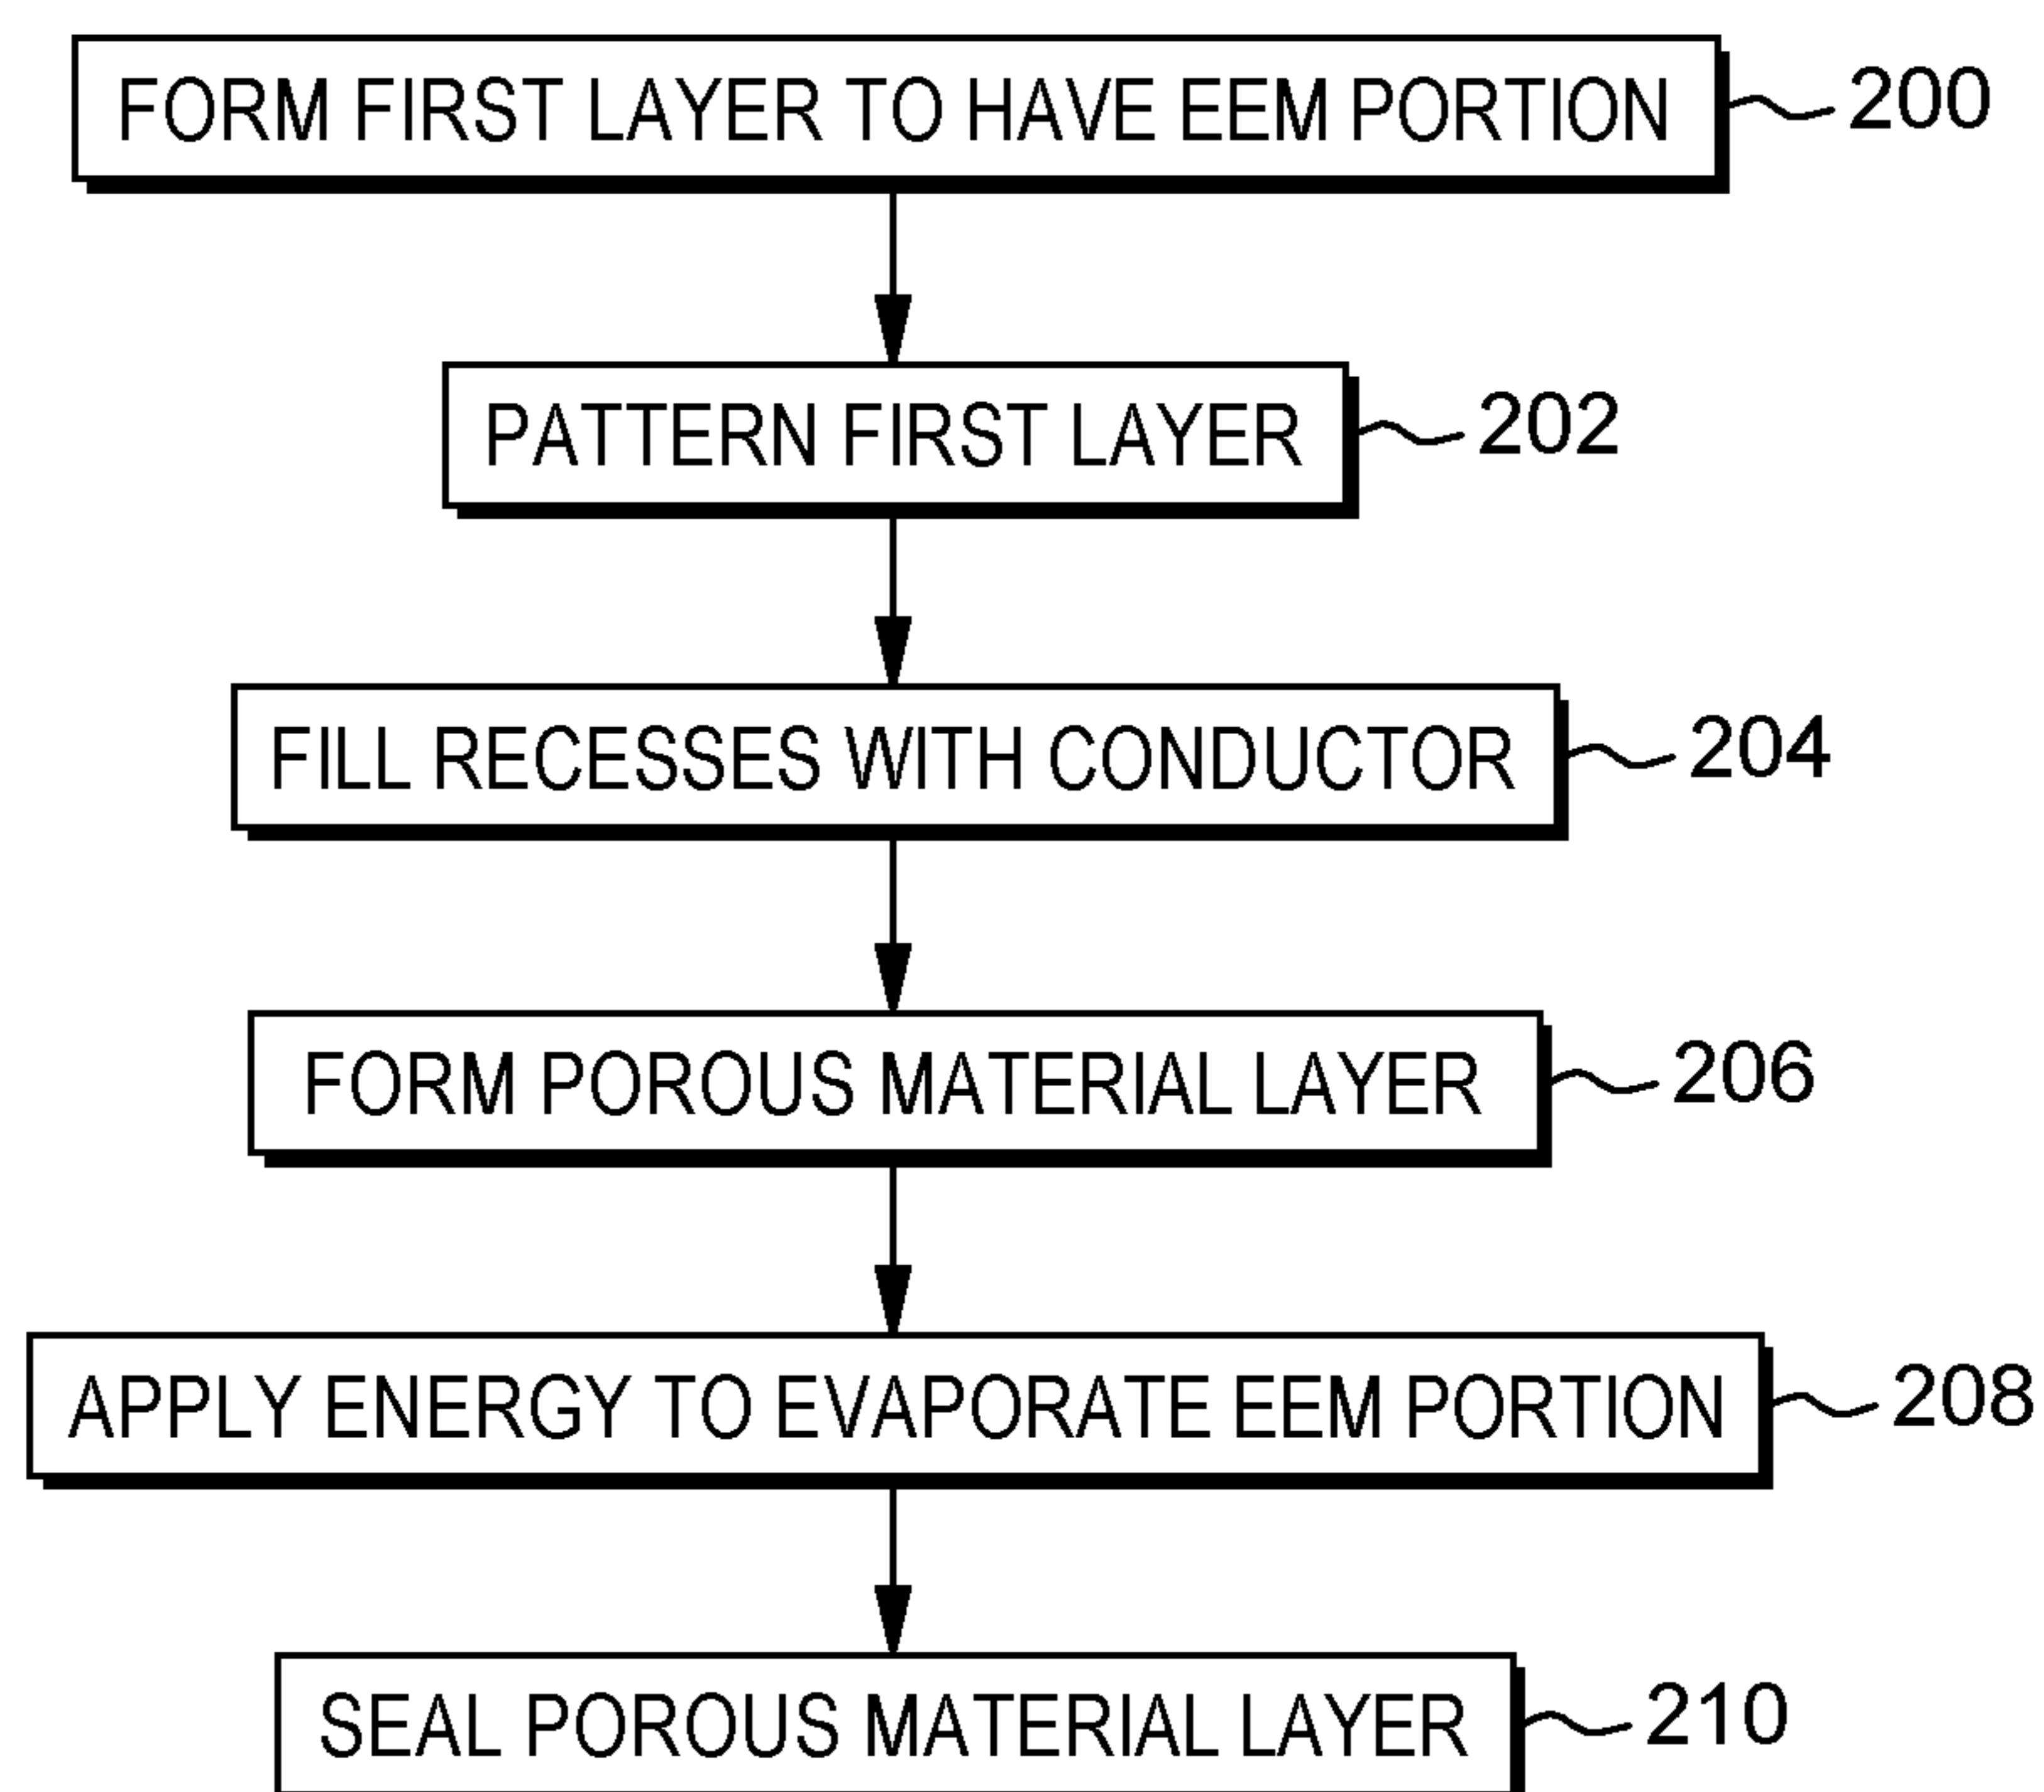 FORM FIRST LAYER TO HAVE EEM PORTION 200
PATTERN FIRST LAYER 202
FILL RECESSES WITH CONDUCTOR 204
FORM POROUS MATERIAL LAYER 206
APPLY ENERGY TO EVAPORATE EEM PORTION 208
SEAL POROUS MATERIAL LAYER 210